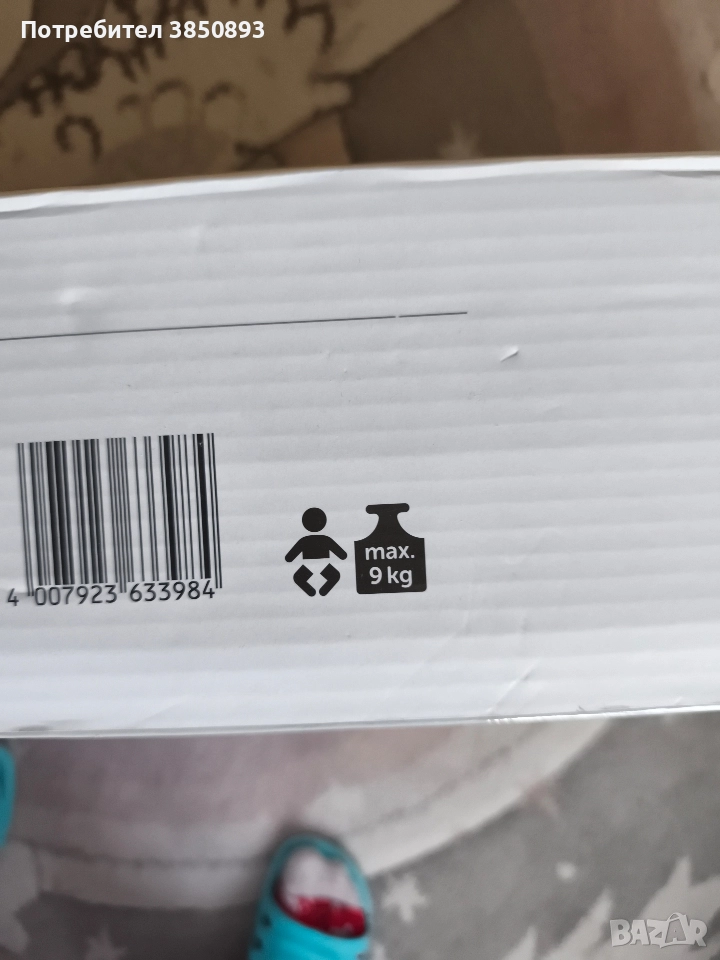 Потребител 3850893
max.
9 kg
4 007923 633984
BAZAR